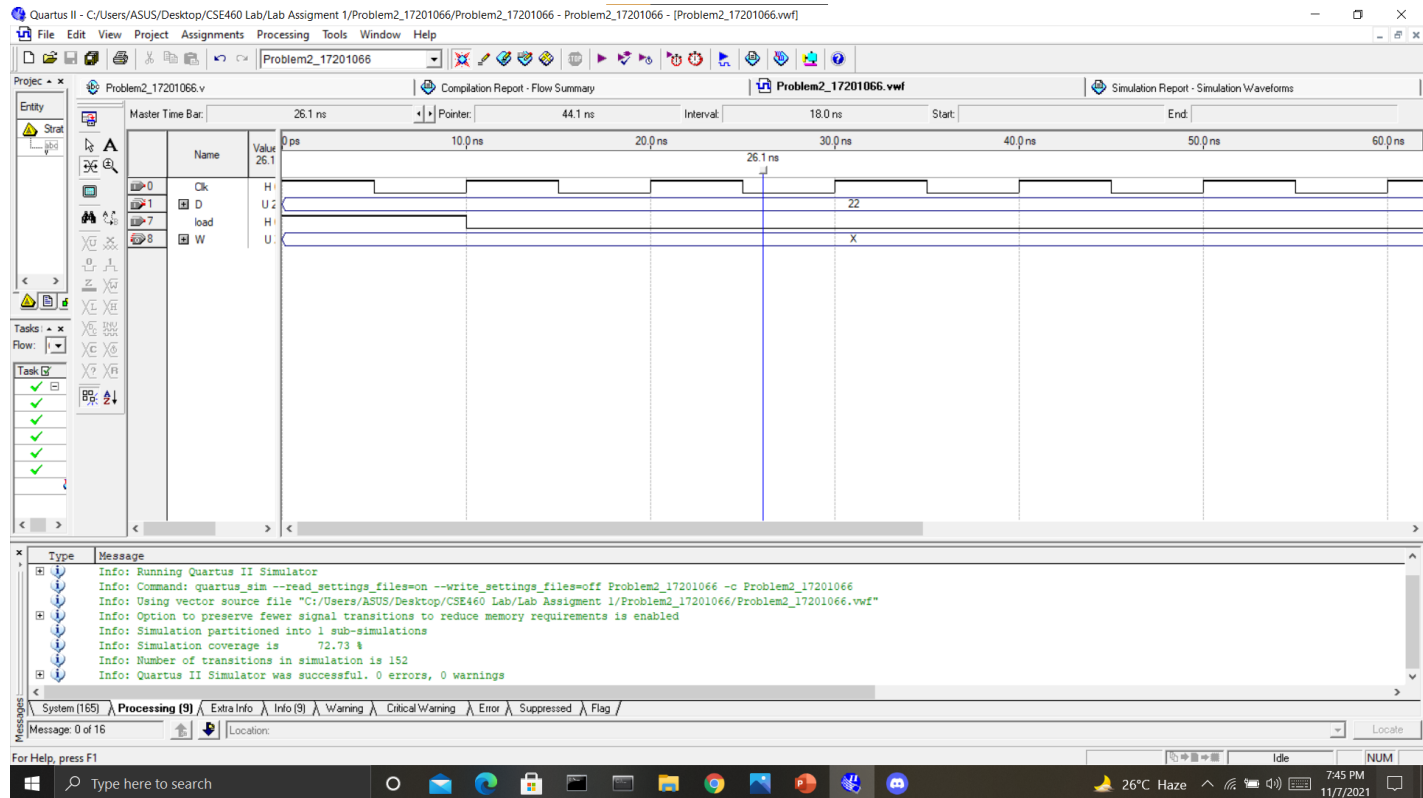 Quartus II - C:/Users/ASUS/Desktop/CSE460 Lab/Lab Assigment 1/Problem2_17201066/Problem2_17201066 - Problem2_17201066 - [Problem2_17201066.vwf]
File Edit View Project Assignments Processing Tools Window Help
Problem2_17201066
Projec
Problem2_17201066.v
Compilation Report - Flow Summary
Problem2_17201066.vwf
Simulation Report - Simulation Waveforms
Entity
Strat
abd
Master Time Bar: 26.1 ns Pointer: 44.1 ns Interval: 18.0 ns Start: End:
Name Value 26.1
0 ps 10.0 ns 20.0 ns 30.0 ns 40.0 ns 50.0 ns 60.0 ns
26.1 ns
0 Clk H
1 D U 2 22
7 load H
8 W U X
Tasks
Flow:
Task
Type Message
Info: Running Quartus II Simulator
Info: Command: quartus_sim --read_settings_files=on --write_settings_files=off Problem2_17201066 -c Problem2_17201066
Info: Using vector source file "C:/Users/ASUS/Desktop/CSE460 Lab/Lab Assigment 1/Problem2_17201066/Problem2_17201066.vwf"
Info: Option to preserve fewer signal transitions to reduce memory requirements is enabled
Info: Simulation partitioned into 1 sub-simulations
Info: Simulation coverage is 72.73 %
Info: Number of transitions in simulation is 152
Info: Quartus II Simulator was successful. 0 errors, 0 warnings
System (165) Processing (9) Extra Info Info (9) Warning Critical Warning Error Suppressed Flag
Messages
Message: 0 of 16 Location: Locate
For Help, press F1 Idle NUM
Type here to search
26°C Haze
7:45 PM
11/7/2021